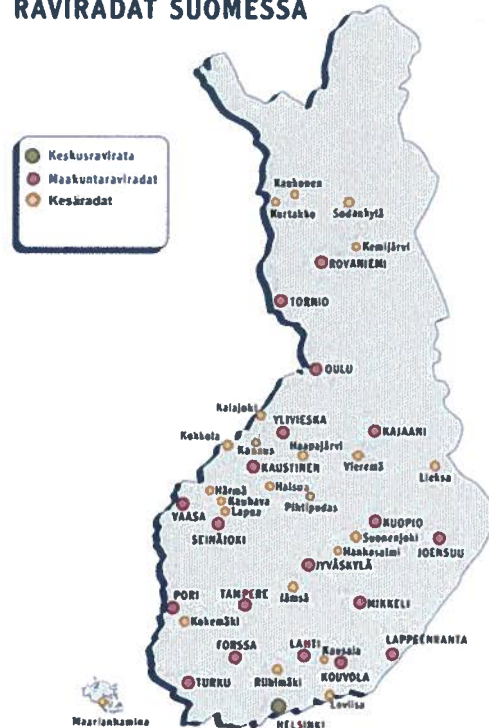 RAVIRADAT SUOMESSA
Keskusravirata
Maakuntaraviradat
Kesäradat
Kaukonen
Kurtakko
Sodankylä
Kemijärvi
ROVANIEMI
TORNIO
OULU
Kalajoki
YLIVIESKA
KAJAANI
Kokkola
Kannus
Haapajärvi
Vieremä
KAUSTINEN
Lieksa
Halsua
Härmä
Kauhava
Pihtipudas
Lapua
VAASA
SEINÄJOKI
KUOPIO
Suonenjoki
JOENSUU
Hankasalmi
JYVÄSKYLÄ
Jämsä
PORI
TAMPERE
MIKKELI
Kokemäki
FORSSA
LAHTI
Kausala
LAPPEENRANTA
KOUVOLA
TURKU
Riihimäki
Loviisa
Maarianhamina
HELSINKI